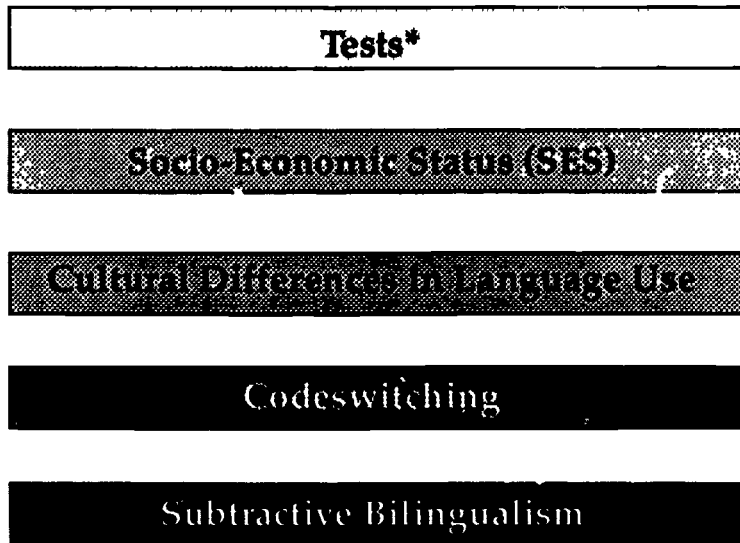 Tests*
Socio-Economic Status (SES)
Cultural Differences in Language Use
Codeswitching
Subtractive Bilingualism